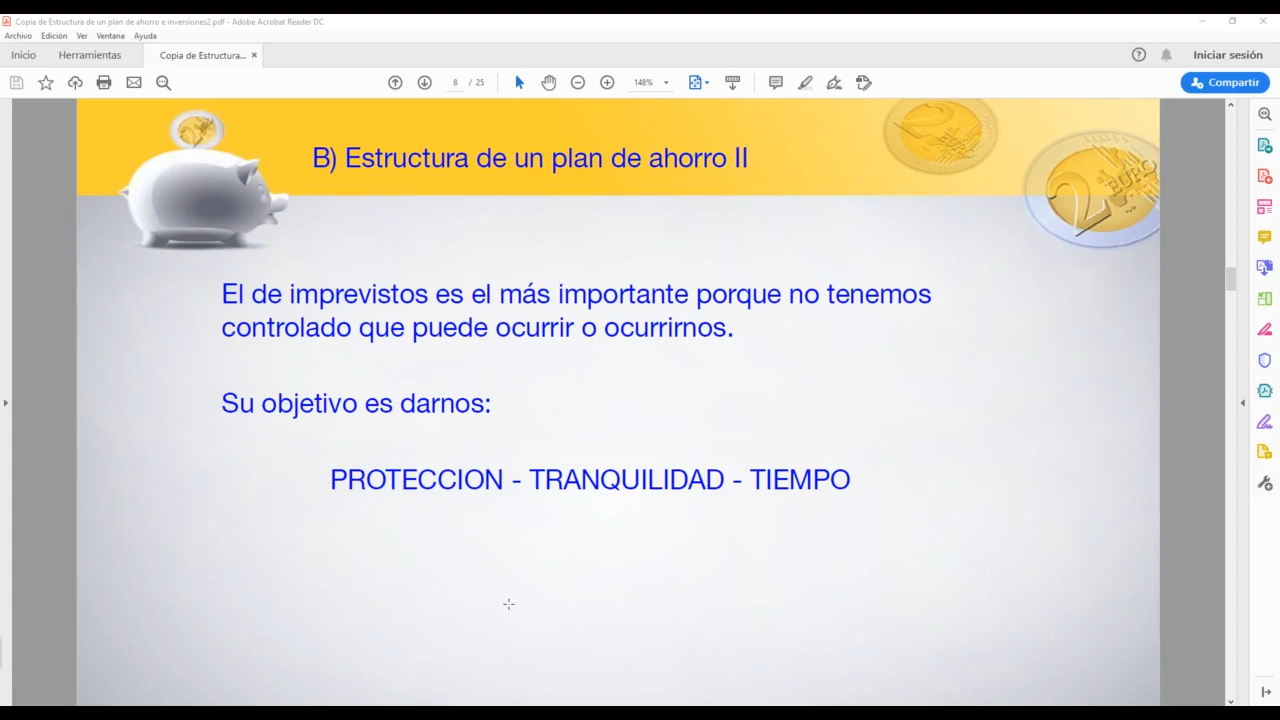 Copia de Estructura de un plan de ahorro e inversiones2.pdf - Adobe Acrobat Reader DC
Archivo Edición Ver Ventana Ayuda
Inicio Herramientas Copia de Estructura... × Iniciar sesión
8 / 25 148% Compartir
B) Estructura de un plan de ahorro II
2 2 EURO
El de imprevistos es el más importante porque no tenemos
controlado que puede ocurrir o ocurrirnos.
Su objetivo es darnos:
PROTECCION - TRANQUILIDAD - TIEMPO